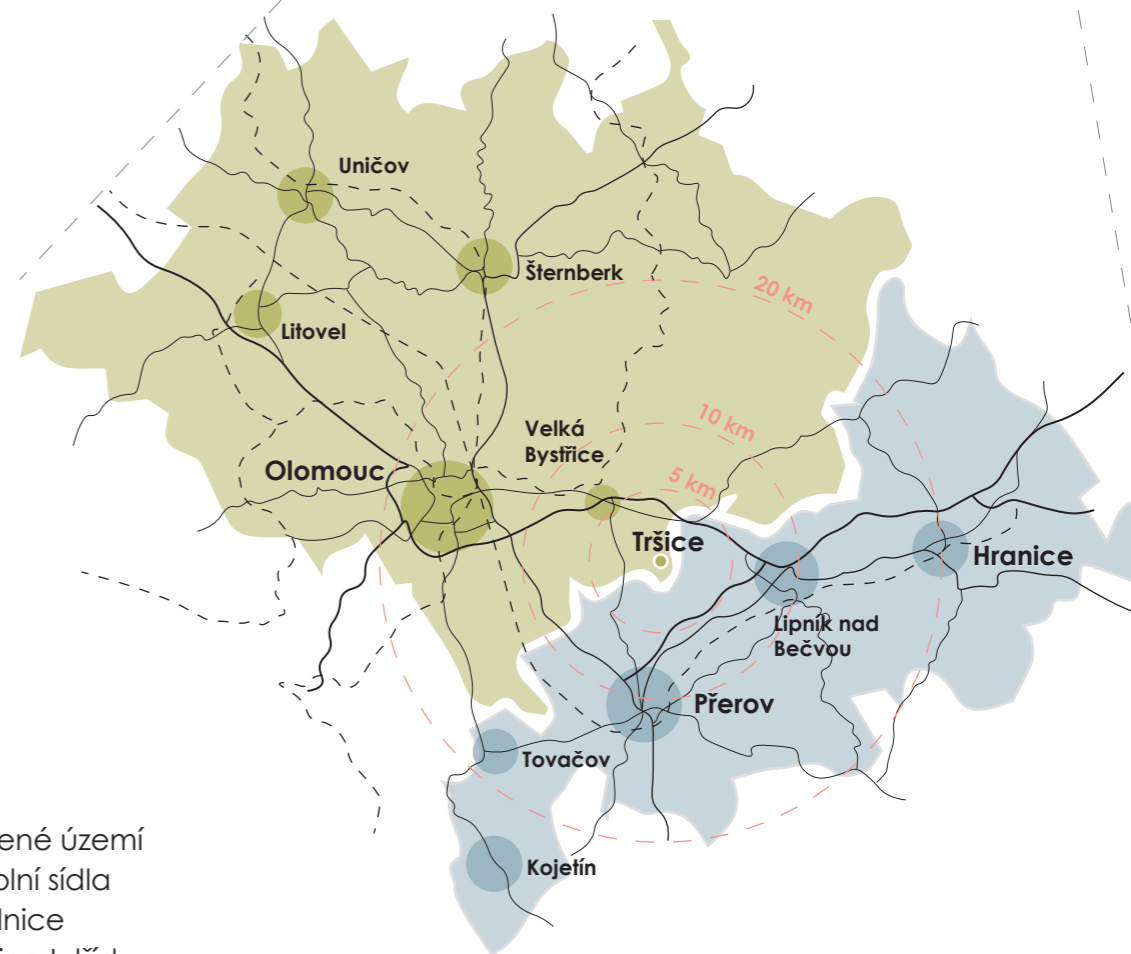 Uničov
Šternberk
20 km
Litovel
10 km
Velká
Bystřice
Olomouc
5 km
Tršice
Hranice
Lipník nad
Bečvou
Přerov
Tovačov
Kojetín
ené území
lní sídla
lnice